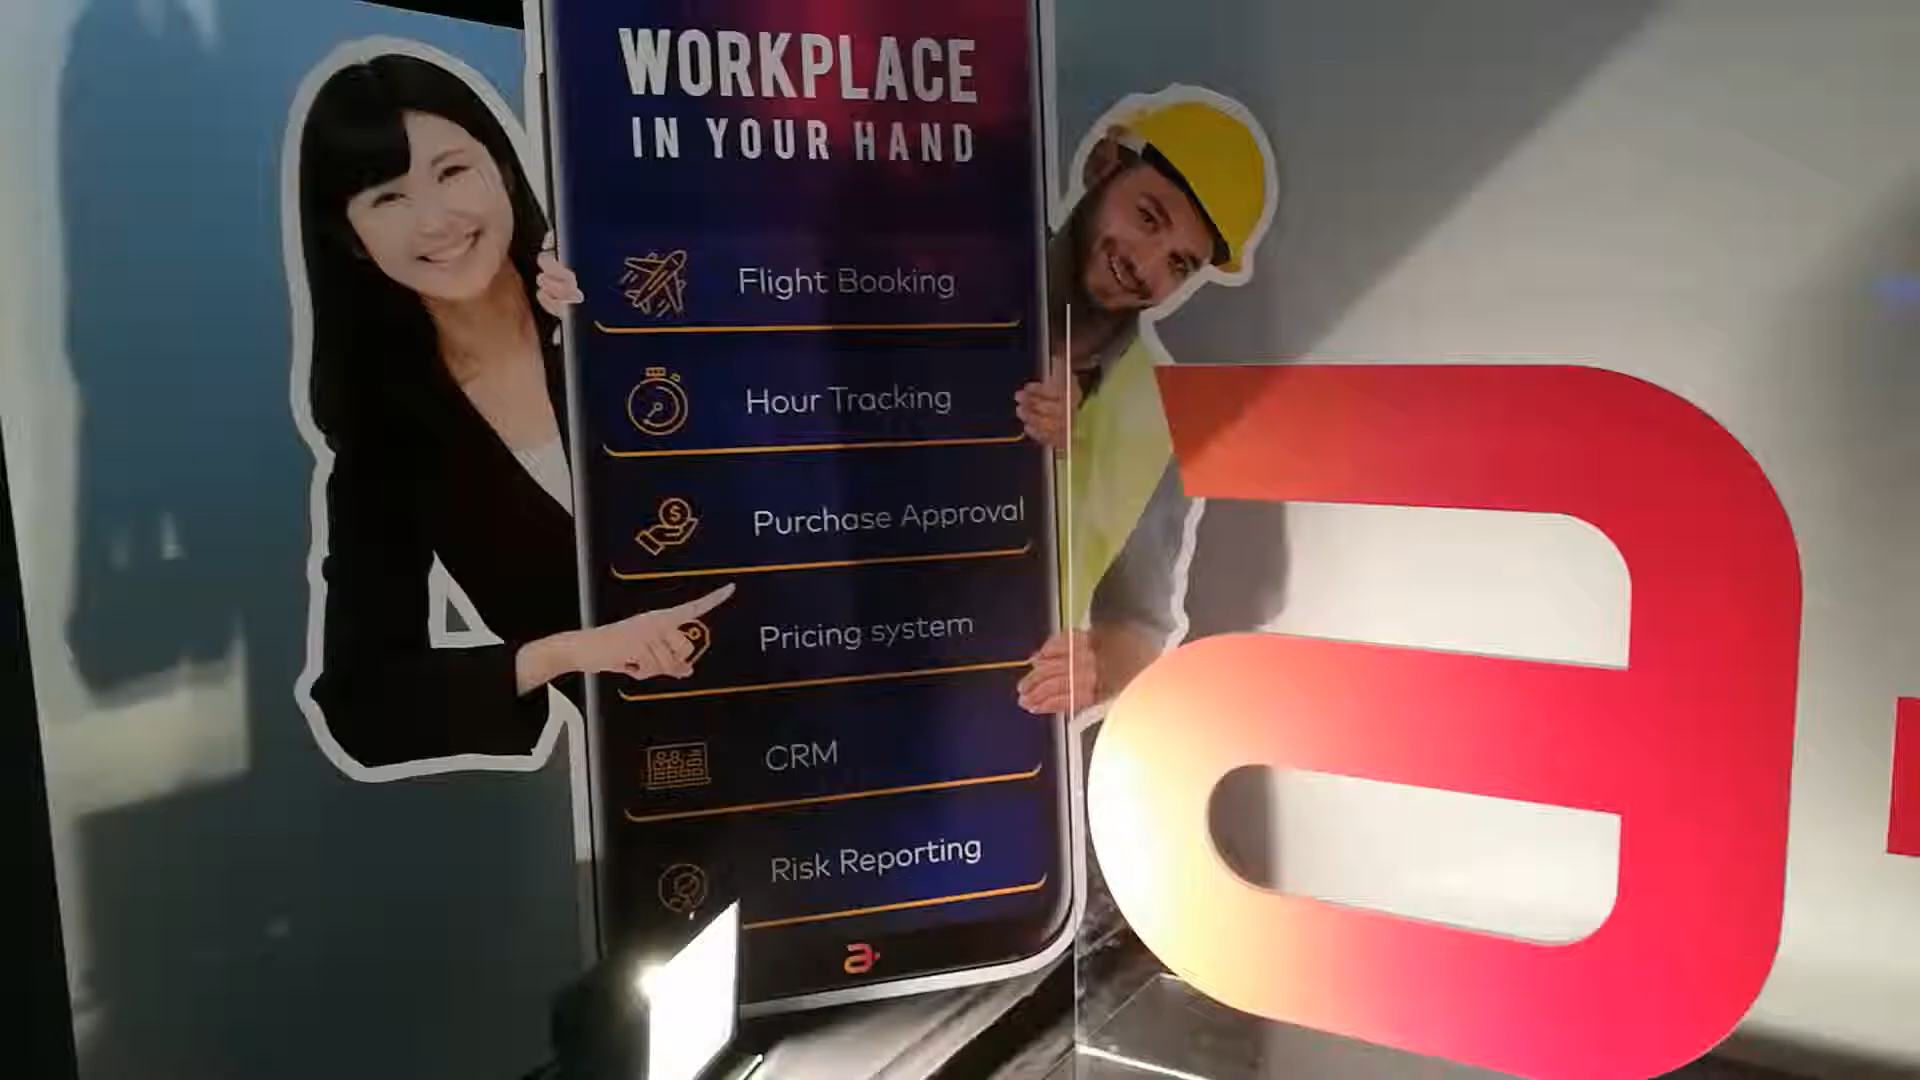 WORKPLACE
IN YOUR HAND
Flight Booking
Hour Tracking
Purchase Approval
Pricing system
CRM
Risk Reporting
a.
a